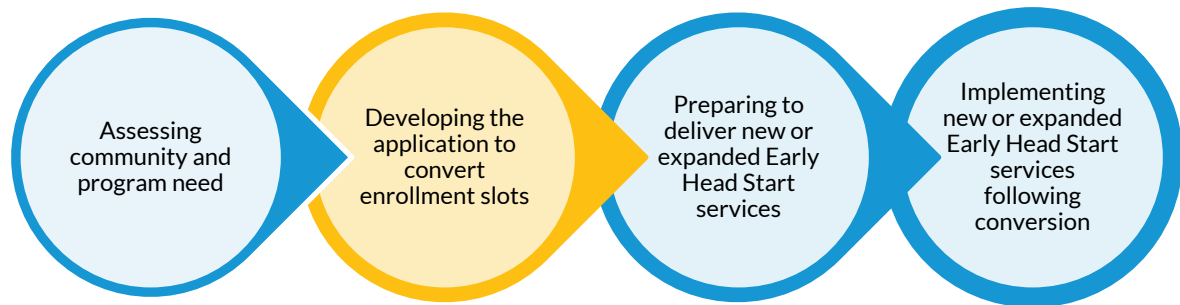 Assessing
community and
program need
Developing the
application to
convert
enrollment slots
Preparing to
deliver new or
expanded Early
Head Start
services
Implementing
new or expanded
Early Head Start
services
following
conversion